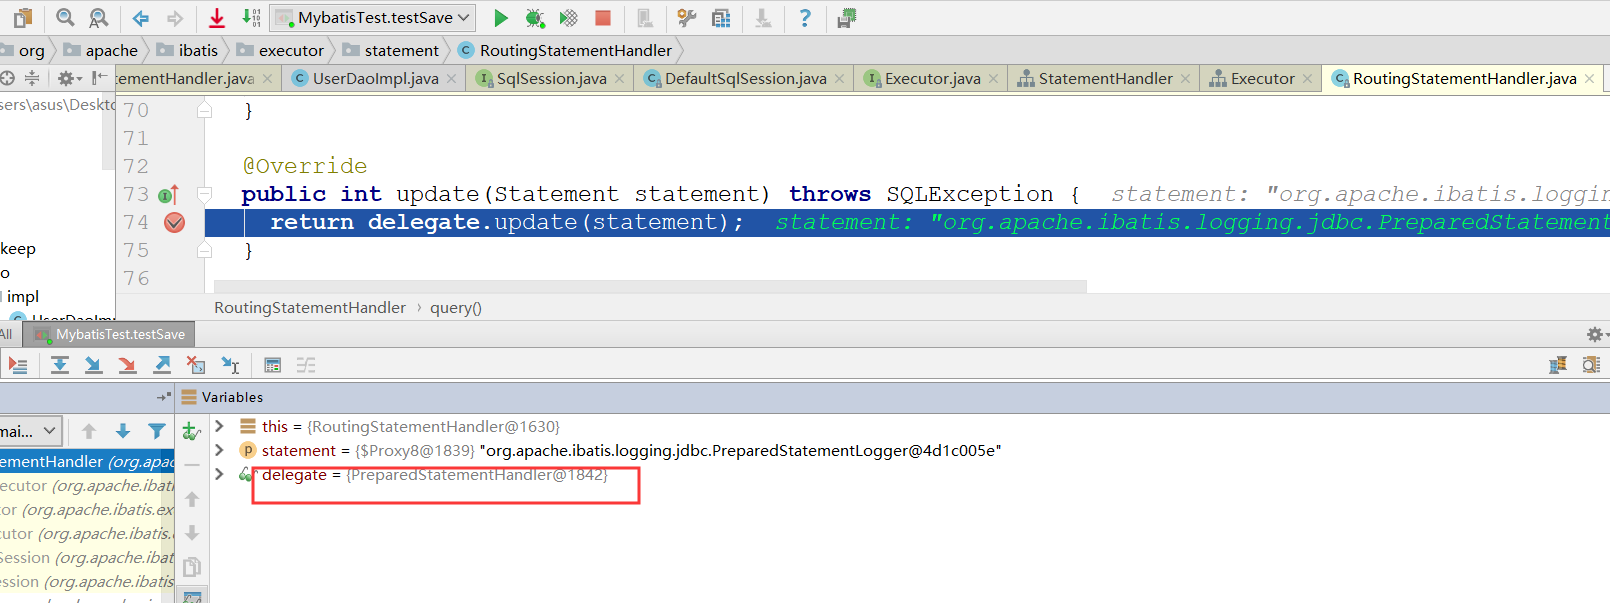 MybatisTest.testSave
org apache ibatis executor statement RoutingStatementHandler
ementHandler.java UserDaoImpl.java SqlSession.java DefaultSqlSession.java Executor.java StatementHandler Executor RoutingStatementHandler.java
sers\asus\Deskto
70 }
71
72 @Override
73 public int update(Statement statement) throws SQLException { statement: "org.apache.ibatis.loggin
74 return delegate.update(statement); statement: "org.apache.ibatis.logging.jdbc.PreparedStatement
75 }
76
keep
o
impl
UserDaoImp
RoutingStatementHandler › query()
All MybatisTest.testSave
Variables
mai...
this = {RoutingStatementHandler@1630}
statement = {$Proxy8@1839} "org.apache.ibatis.logging.jdbc.PreparedStatementLogger@4d1c005e"
delegate = {PreparedStatementHandler@1842}
ementHandler (org.apac
ecutor (org.apache.ibati
tor (org.apache.ibatis.ex
cutor (org.apache.ibatis
Session (org.apache.ibat
ession (org.apache.ibatis